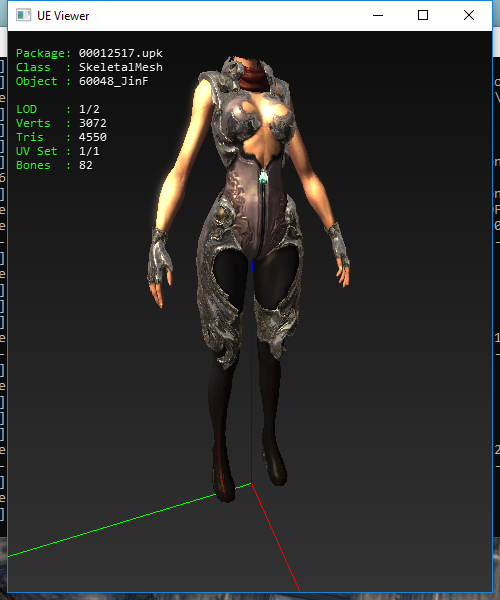 UE Viewer
Package: 00012517.upk
Class : SkeletalMesh
Object : 60048_JinF
LOD : 1/2
Verts : 3072
Tris : 4550
UV Set : 1/1
Bones : 82